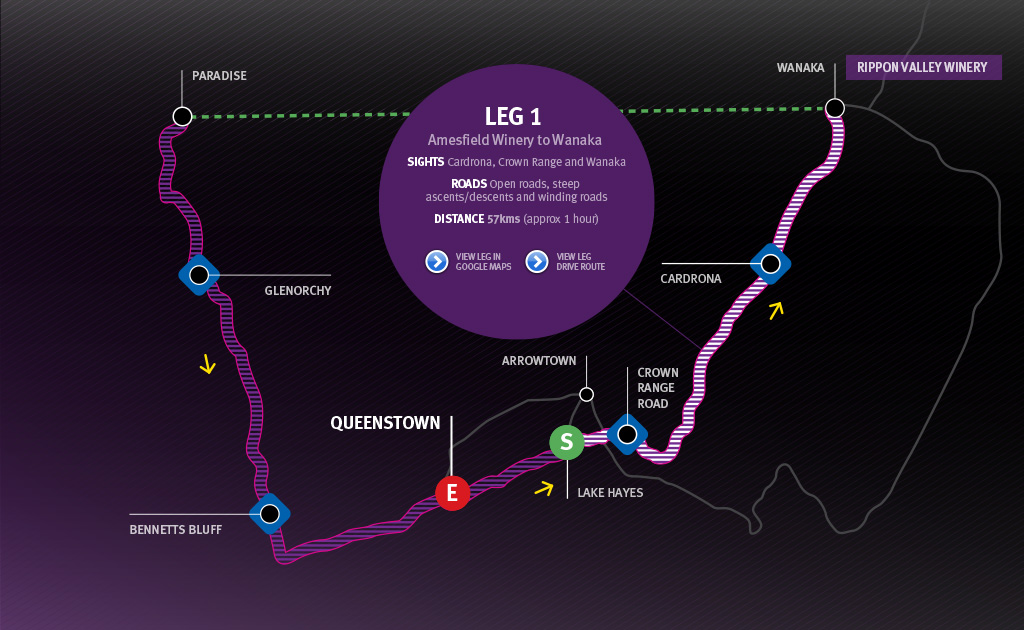 PARADISE
WANAKA
RIPPON VALLEY WINERY
LEG 1
Amesfield Winery to Wanaka
SIGHTS Cardrona, Crown Range and Wanaka
ROADS Open roads, steep
ascents/descents and winding roads
DISTANCE 57kms (approx 1 hour)
VIEW LEG IN
GOOGLE MAPS
VIEW LEG
DRIVE ROUTE
GLENORCHY
CARDRONA
ARROWTOWN
CROWN
RANGE
ROAD
QUEENSTOWN
S
E
LAKE HAYES
BENNETTS BLUFF